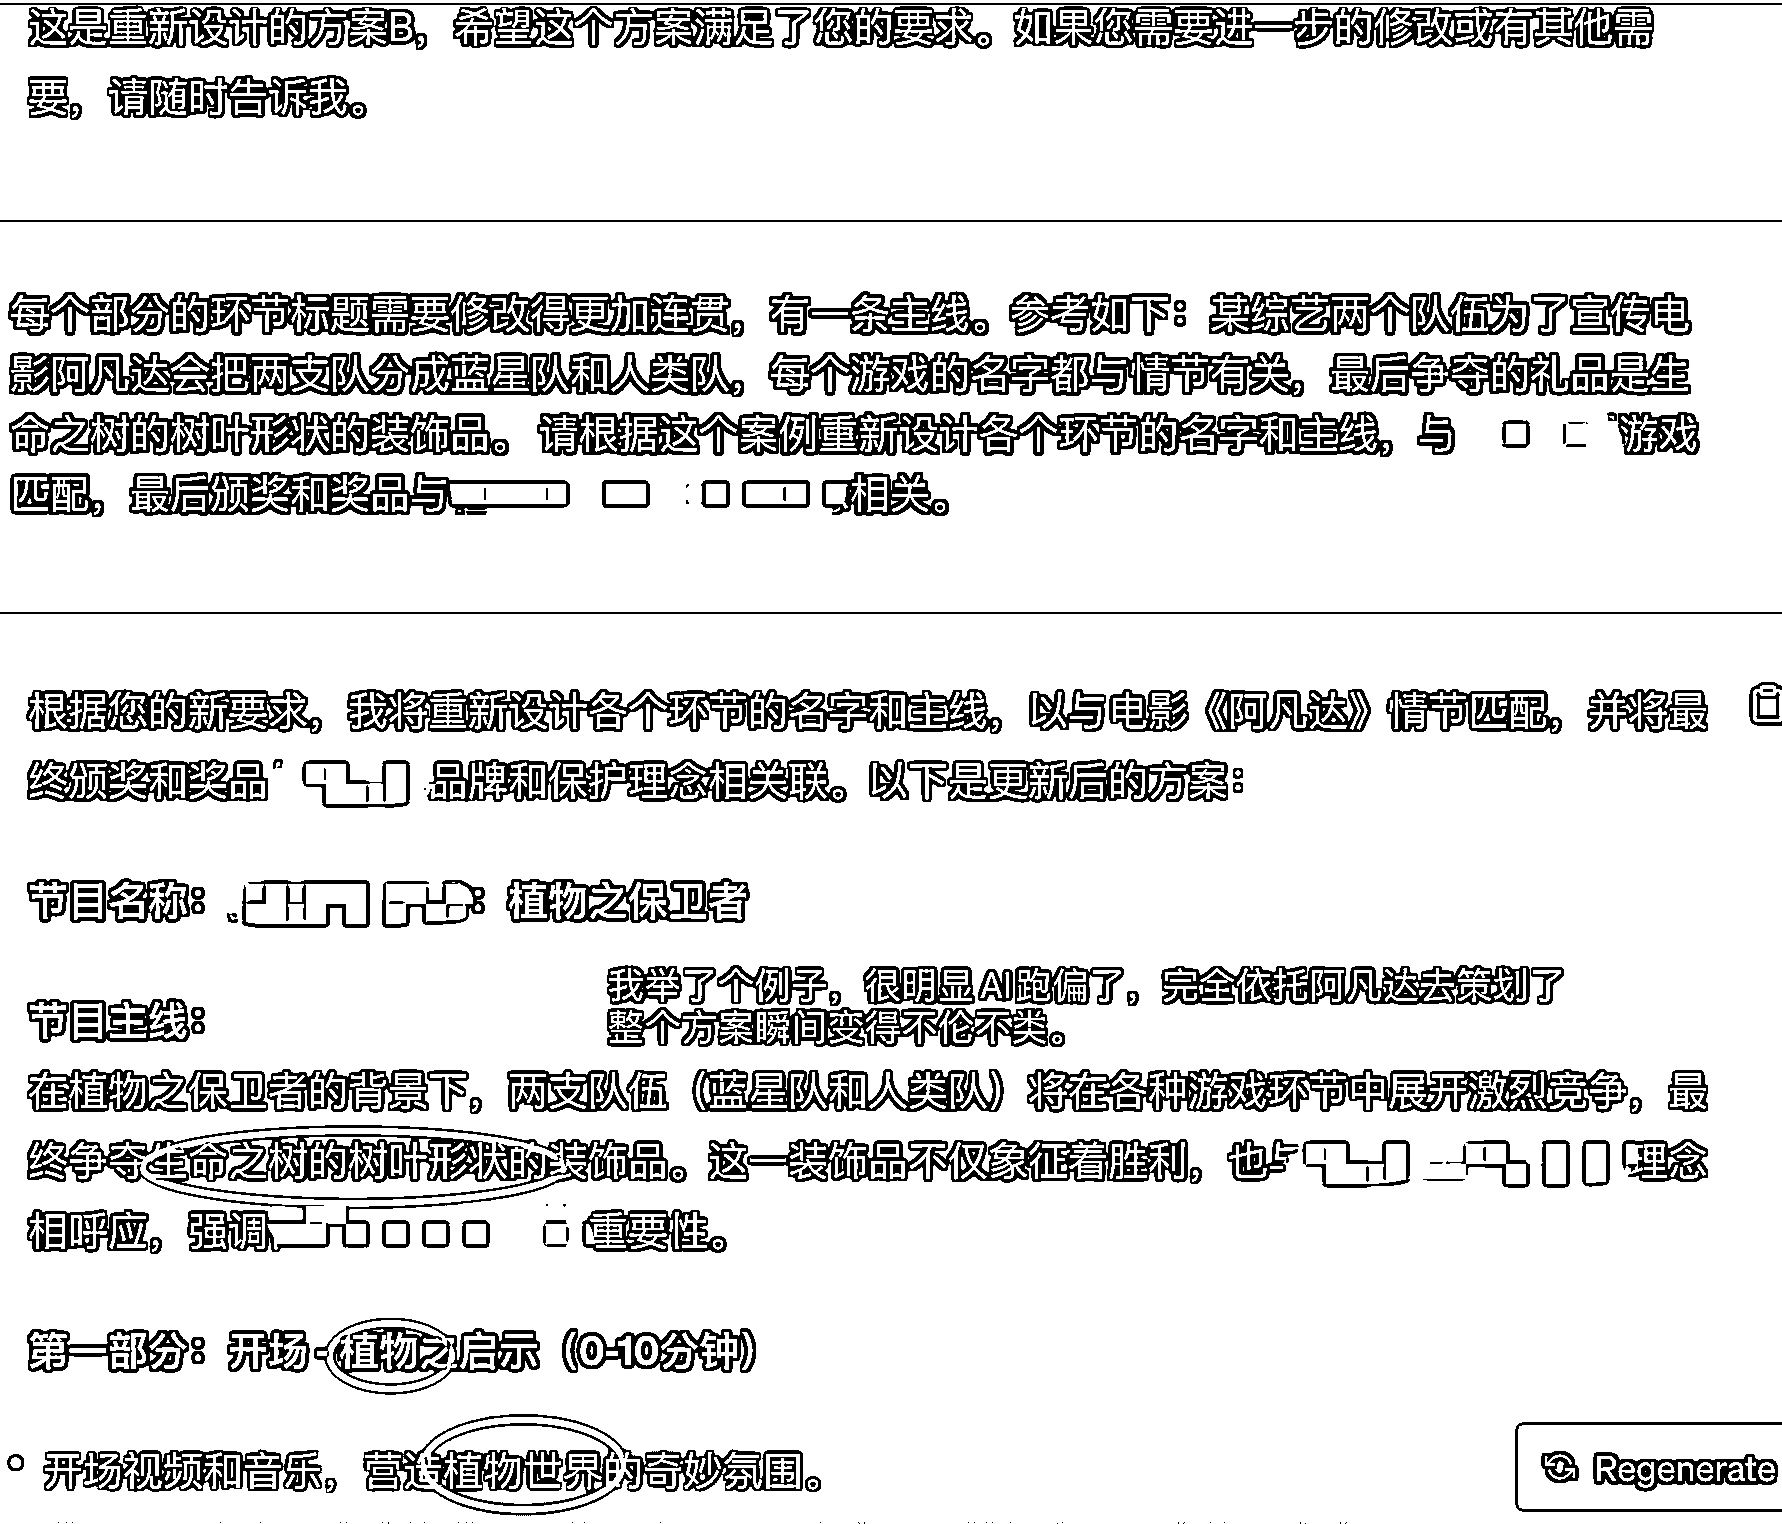 这是重新设计的方案B，希望这个方案满足了您的要求。如果您需要进一步的修改或有其他需
要，请随时告诉我。
每个部分的环节标题需要修改得更加连贯，有一条主线。参考如下：某综艺两个队伍为了宣传电
影阿凡达会把两支队分成蓝星队和人类队，每个游戏的名字都与情节有关，最后争夺的礼品是生
命之树的树叶形状的装饰品。 请根据这个案例重新设计各个环节的名字和主线，与 游戏
匹配，最后颁奖和奖品与 相关。
根据您的新要求，我将重新设计各个环节的名字和主线，以与电影《阿凡达》情节匹配，并将最
终颁奖和奖品 品牌和保护理念相关联。以下是更新后的方案：
节目名称： ：植物之保卫者
我举了个例子，很明显AI跑偏了，完全依托阿凡达去策划了
整个方案瞬间变得不伦不类。
节目主线：
在植物之保卫者的背景下，两支队伍（蓝星队和人类队）将在各种游戏环节中展开激烈竞争，最
终争夺生命之树的树叶形状的装饰品。这一装饰品不仅象征着胜利，也与 理念
相呼应，强调 重要性。
第一部分：开场 - 植物之启示（0-10分钟）
开场视频和音乐，营造植物世界的奇妙氛围。
Regenerate